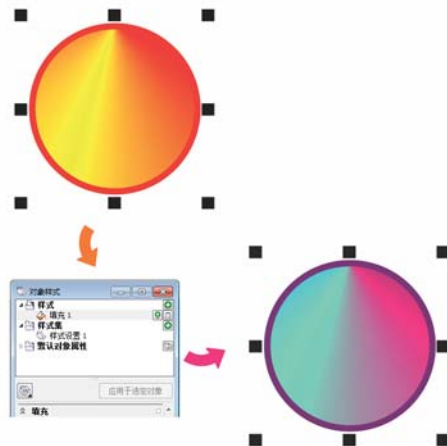 对象样式
样式
填充 1
样式集
样式设置 1
默认对象属性
应用于选定对象
填充